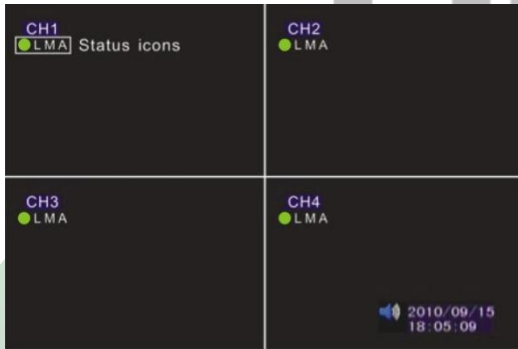 CH1
LMA Status icons
CH2
LMA
CH3
LMA
CH4
LMA
2010/09/15
18:05:09